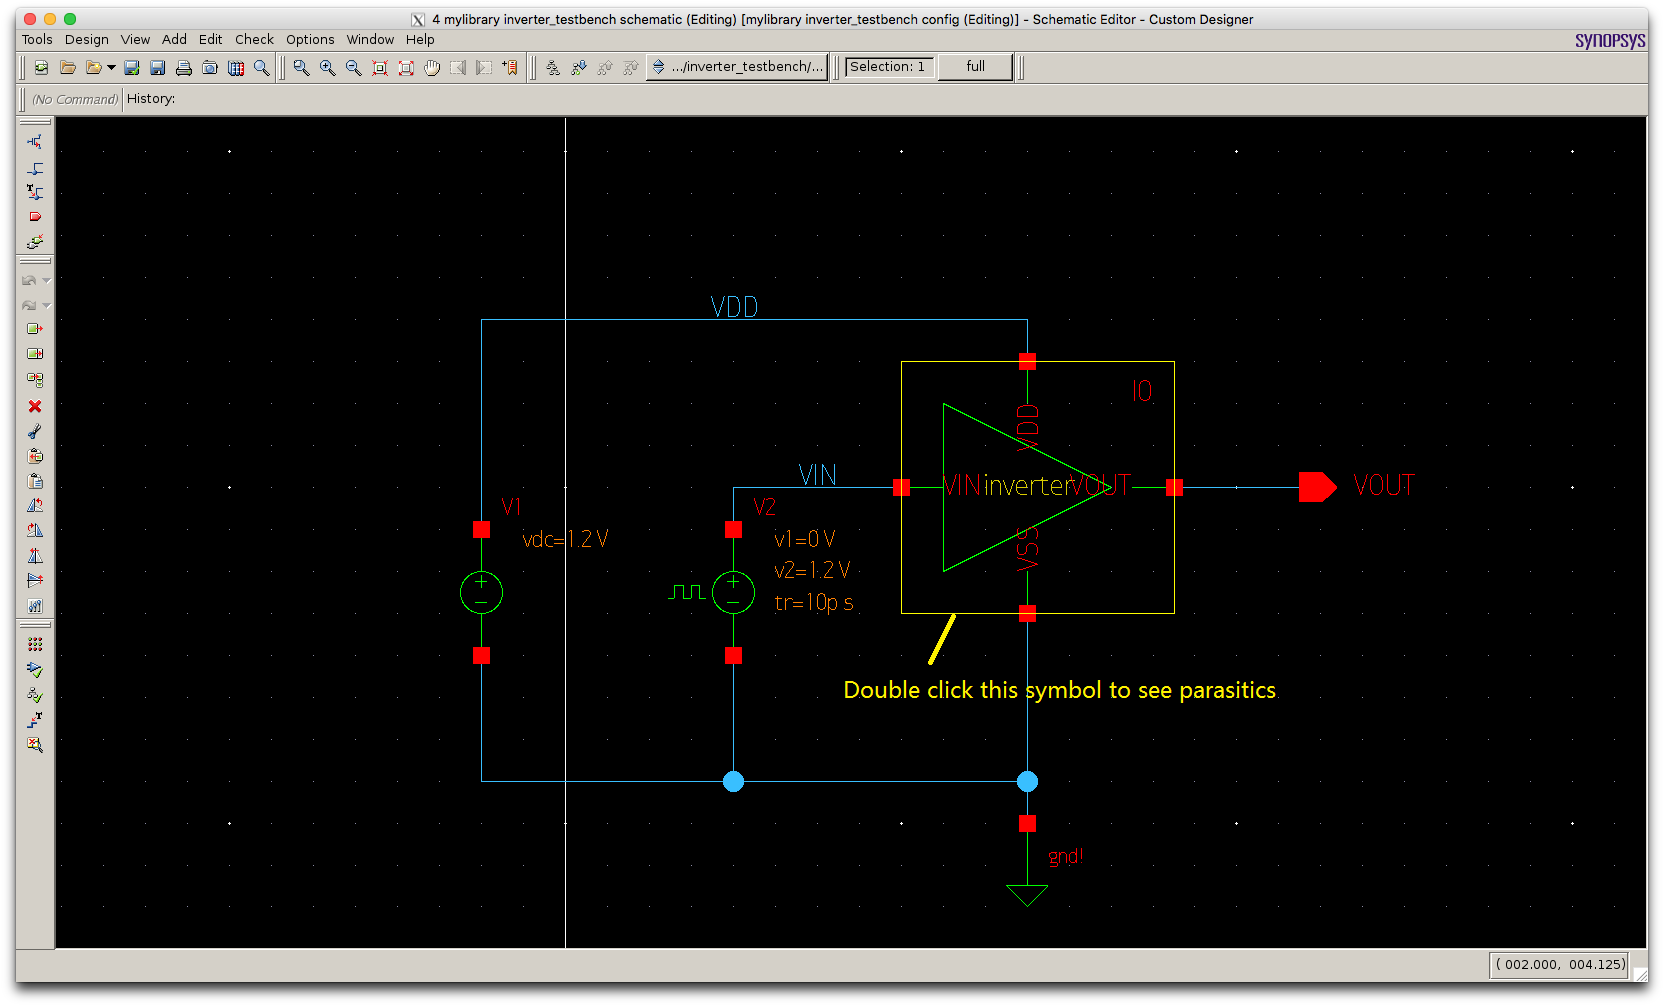 4 mylibrary inverter_testbench schematic (Editing) [mylibrary inverter_testbench config (Editing)] - Schematic Editor - Custom Designer
Tools Design View Add Edit Check Options Window Help
SYNOPSYS
.../inverter_testbench/... Selection: 1 full
(No Command) History:
VDD
I0
VDD
VIN
VIN inverter VOUT
VOUT
V1
vdc=1.2 V
V2
v1=0 V
v2=1.2 V
tr=10p s
VSS
Double click this symbol to see parasitics
gnd!
( 002.000, 004.125)